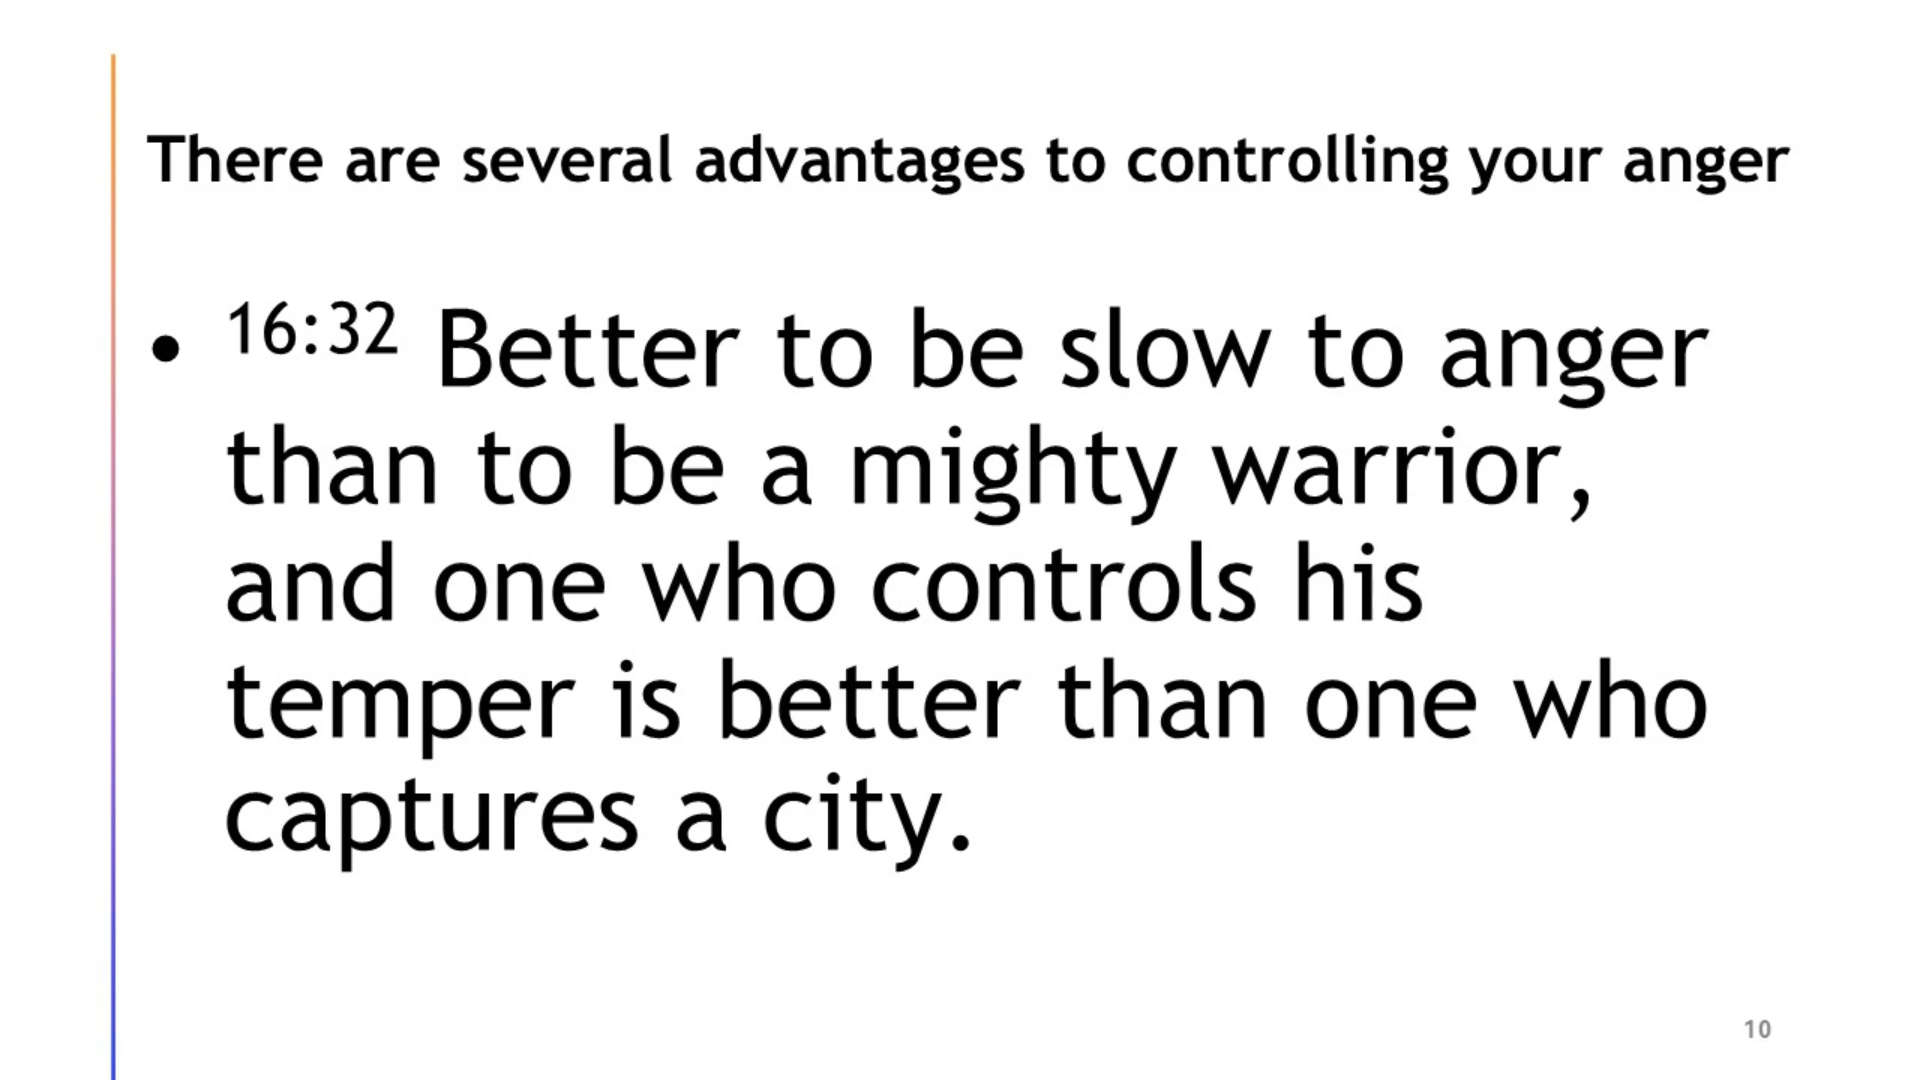 There are several advantages to controlling your anger
• 16:32 Better to be slow to anger
than to be a mighty warrior,
and one who controls his
temper is better than one who
captures a city.
10